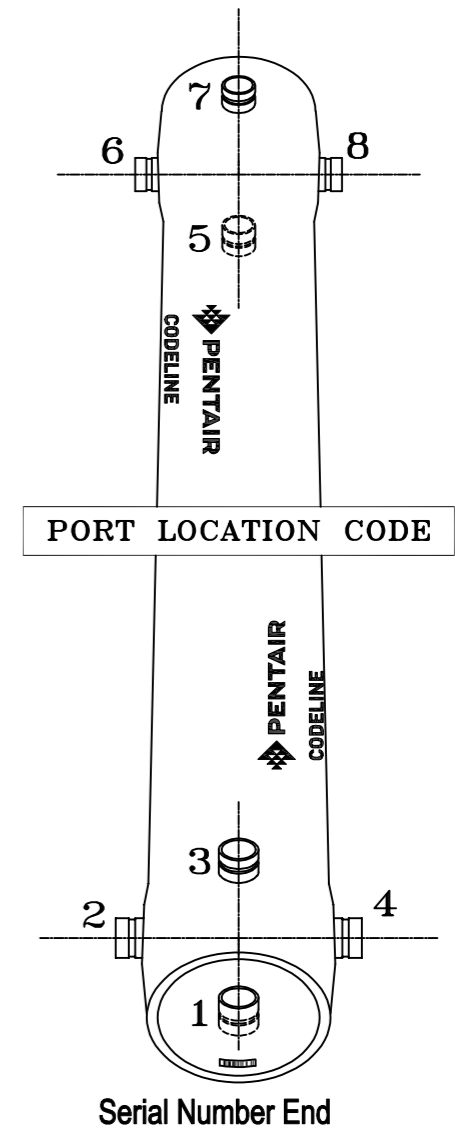 7
6 8
5
CODELINE
PENTAIR
PORT LOCATION CODE
PENTAIR
CODELINE
3
2 4
1
Serial Number End